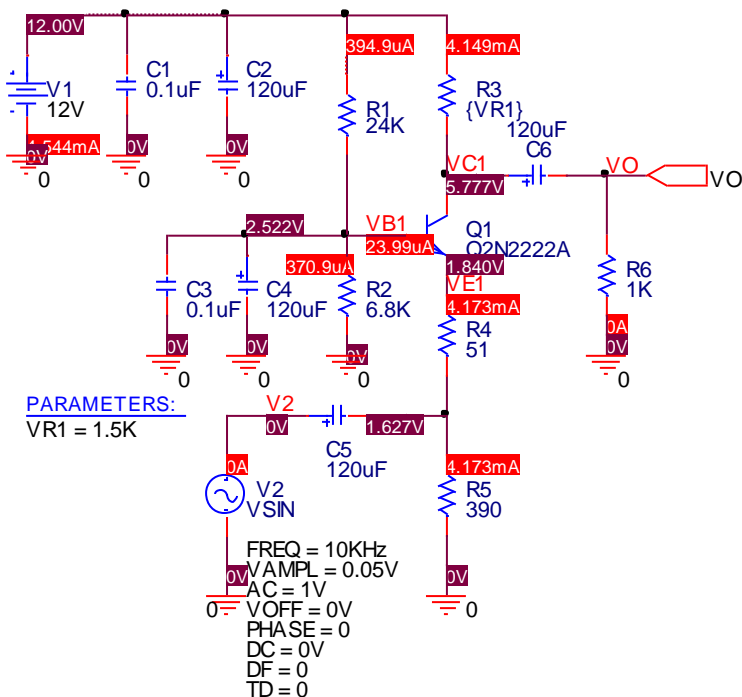 12.00V
394.9uA
4.149mA
V1
12V
C1
0.1uF
C2
120uF
R1
24K
R3
{VR1}
120uF
C6
0V
0V
0V
0
0
0
VC1
5.777V
VO
VO
2.522V
VB1
23.99uA
Q1
Q2N2222A
1.840V
VE1
370.9uA
4.173mA
C3
0.1uF
C4
120uF
R2
6.8K
R4
51
R6
1K
0A
0V
0
0V
0V
0V
0
0
0
PARAMETERS:
VR1 = 1.5K
V2
0V
C5
120uF
1.627V
0A
V2
VSIN
4.173mA
R5
390
FREQ = 10KHz
VAMPL = 0.05V
AC = 1V
VOFF = 0V
PHASE = 0
DC = 0V
DF = 0
TD = 0
0V
0
0V
0